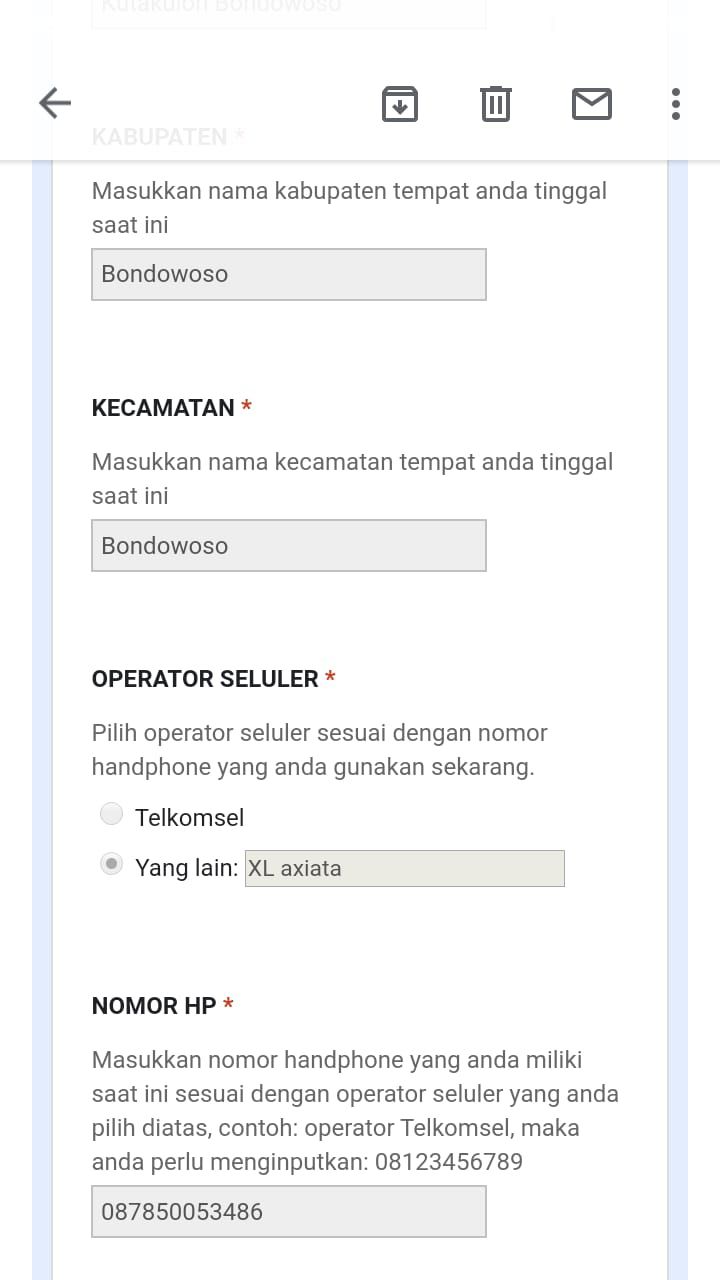 Kutakulon Bondowoso
KABUPATEN *
Masukkan nama kabupaten tempat anda tinggal
saat ini
Bondowoso
KECAMATAN *
Masukkan nama kecamatan tempat anda tinggal
saat ini
Bondowoso
OPERATOR SELULER *
Pilih operator seluler sesuai dengan nomor
handphone yang anda gunakan sekarang.
Telkomsel
Yang lain: XL axiata
NOMOR HP *
Masukkan nomor handphone yang anda miliki
saat ini sesuai dengan operator seluler yang anda
pilih diatas, contoh: operator Telkomsel, maka
anda perlu menginputkan: 08123456789
087850053486